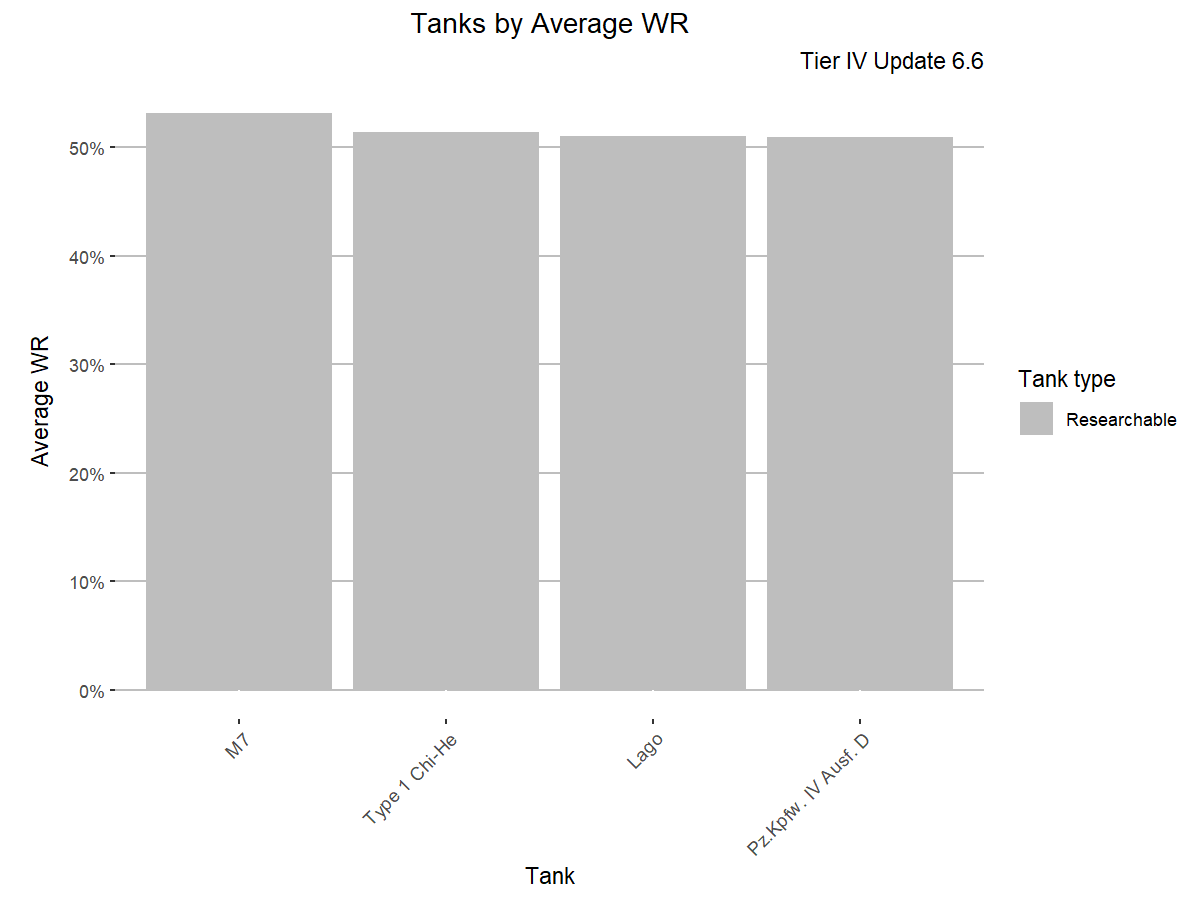 Tanks by Average WR
Tier IV Update 6.6
Average WR
50%
40%
30%
20%
10%
0%
M7
Type 1 Chi-He
Lago
Pz.Kpfw. IV Ausf. D
Tank
Tank type
Researchable